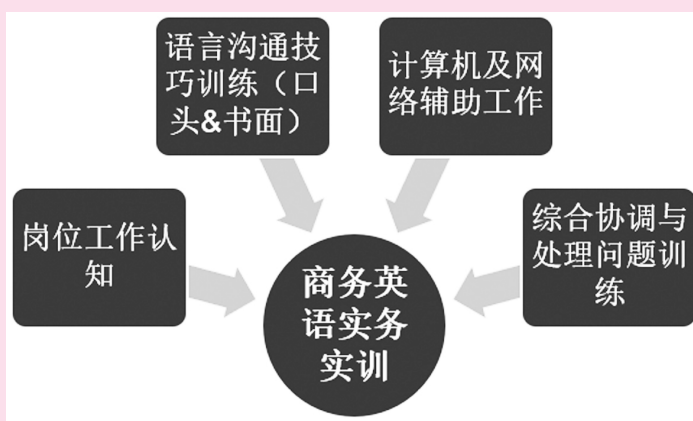 语言沟通技
巧训练（口
头&书面）
计算机及网
络辅助工作
岗位工作认
知
综合协调与
处理问题训
练
商务英
语实务
实训